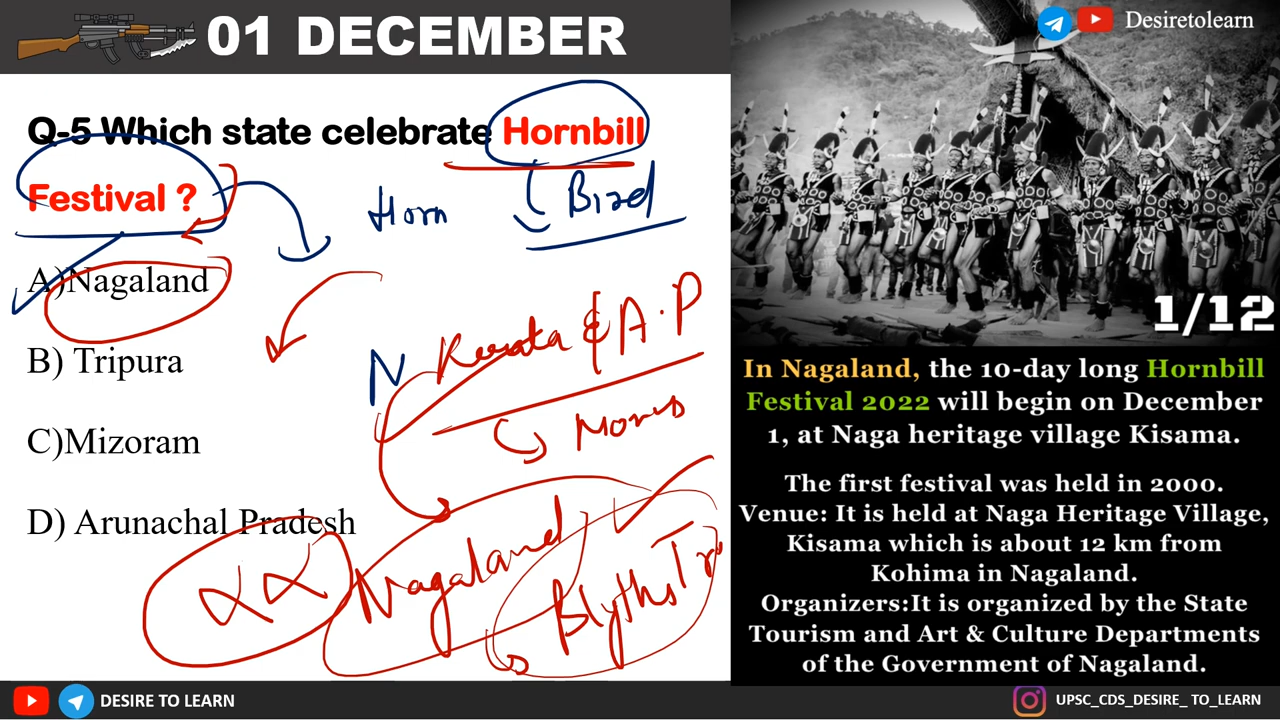 01 DECEMBER
Desiretolearn
Q-5 Which state celebrate Hornbill
Festival ?
Horn
Bird
A)Nagaland
B) Tripura
C)Mizoram
D) Arunachal Pradesh
N
Kerala & A.P
Nagaland
1/12
In Nagaland, the 10-day long Hornbill
Festival 2022 will begin on December
1, at Naga heritage village Kisama.
The first festival was held in 2000.
Venue: It is held at Naga Heritage Village,
Kisama which is about 12 km from
Kohima in Nagaland.
Organizers:It is organized by the State
Tourism and Art & Culture Departments
of the Government of Nagaland.
DESIRE TO LEARN
UPSC_CDS_DESIRE_ TO_LEARN